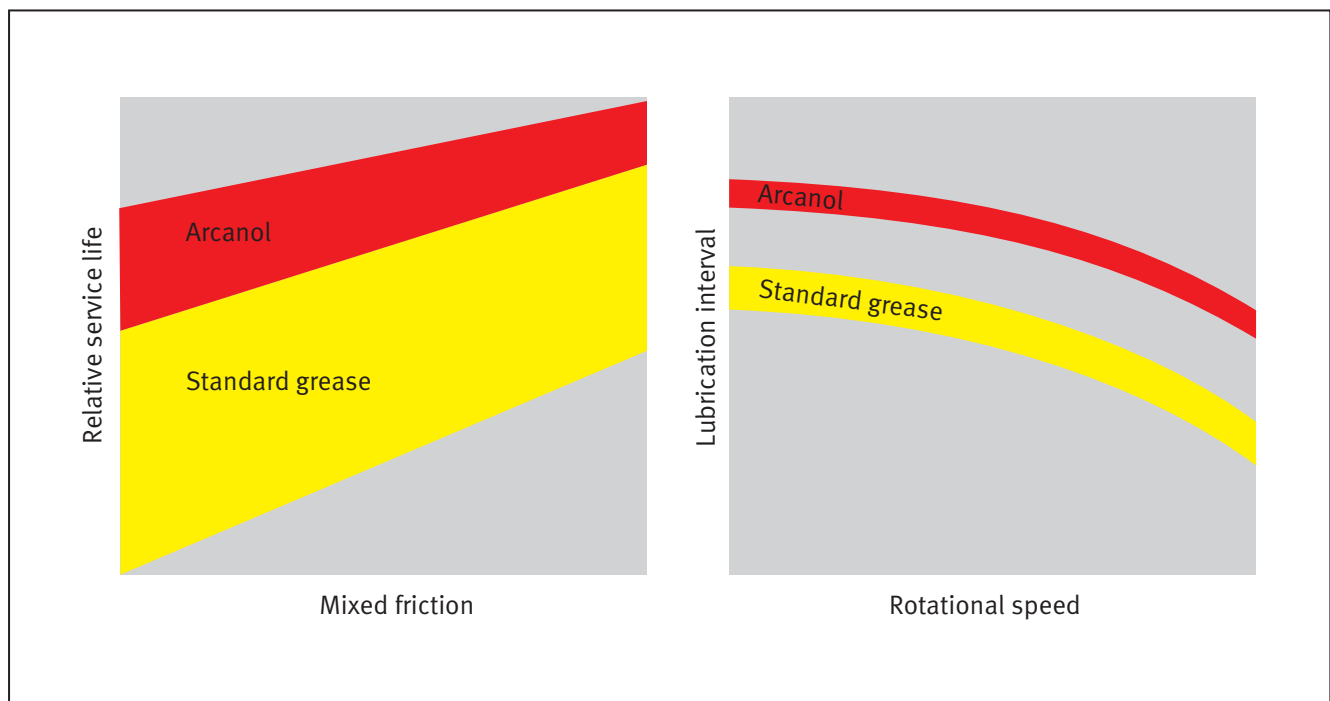 Relative service life
Arcanol
Standard grease
Mixed friction
Lubrication interval
Arcanol
Standard grease
Rotational speed